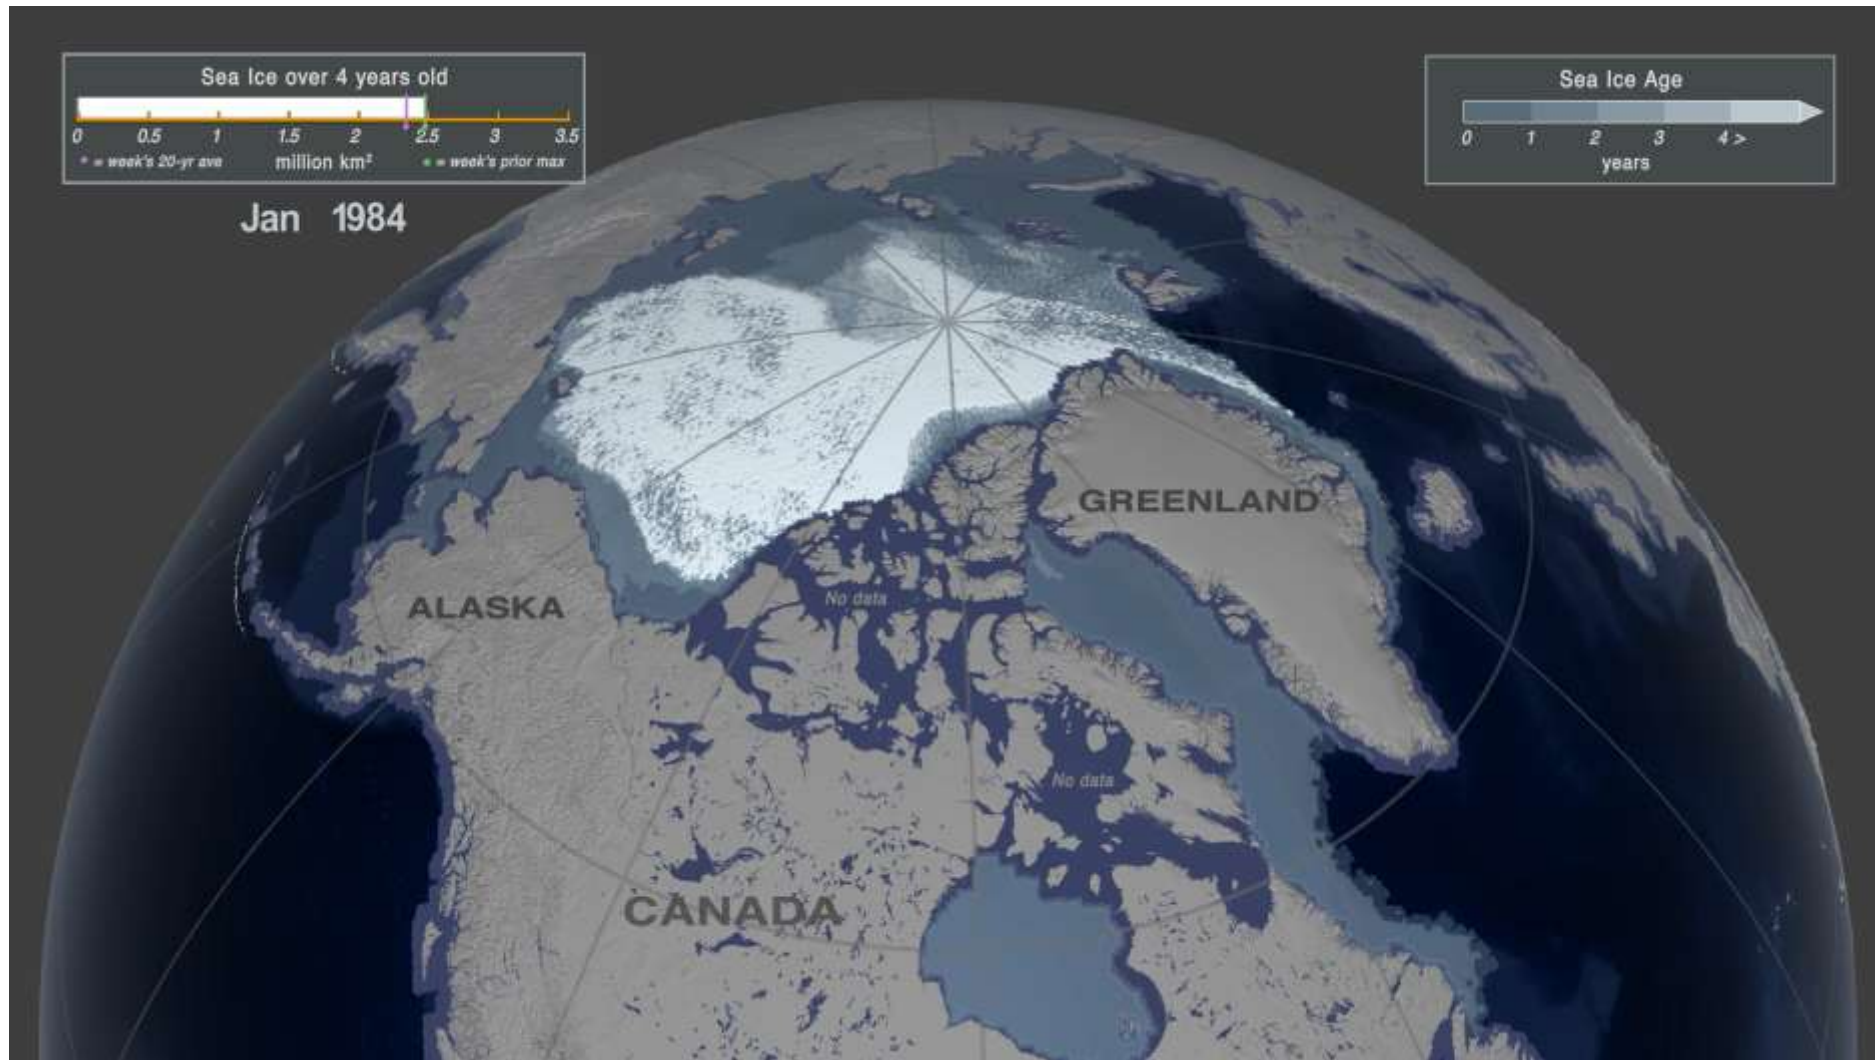 Sea Ice over 4 years old
0 0.5 1 1.5 2 2.5 3 3.5
= week's 20-yr ave million km² = week's prior max
Jan 1984
Sea Ice Age
0 1 2 3 4 >
years
GREENLAND
ALASKA
No data
No data
CANADA